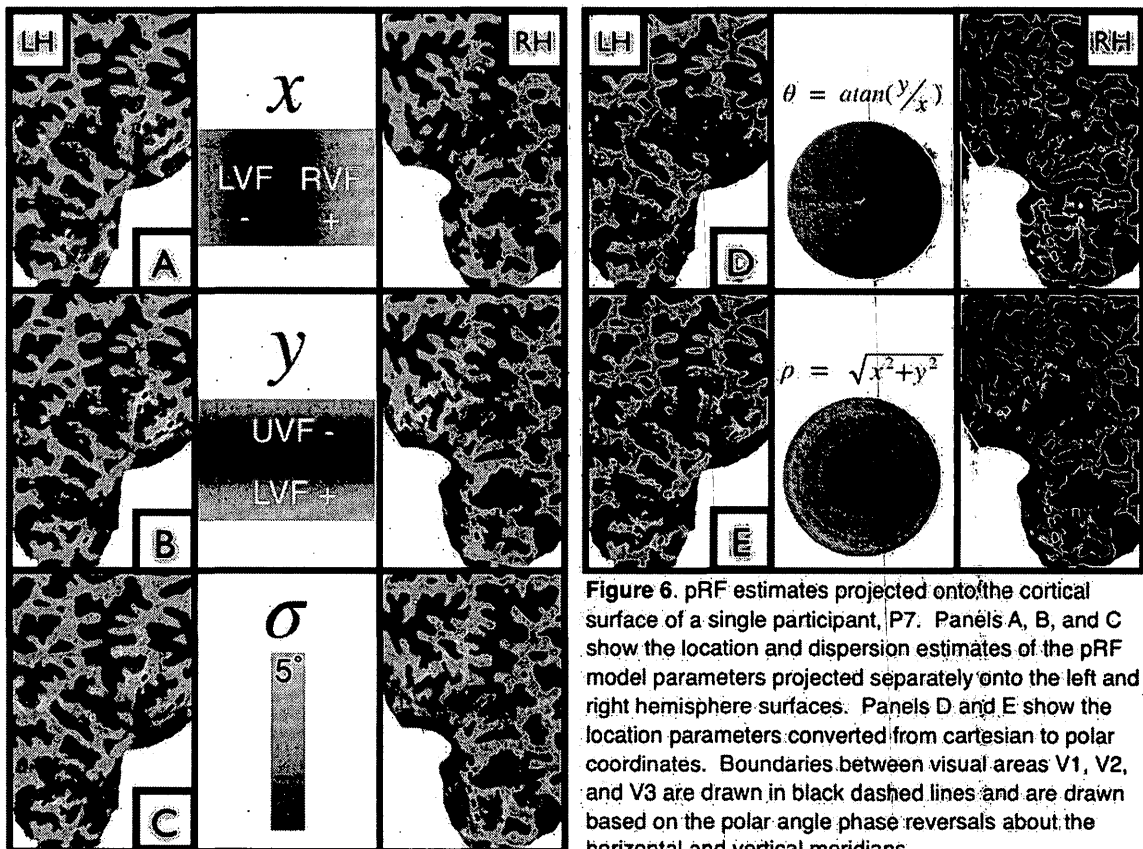 LH
x
LVF RVF
- +
RH
A
LH
θ = atan(y/x)
RH
D
y
UVF -
LVF +
B
ρ = √x²+y²
E
σ
5°
C
Figure 6. pRF estimates projected onto the cortical
surface of a single participant, P7. Panels A, B, and C
show the location and dispersion estimates of the pRF
model parameters projected separately onto the left and
right hemisphere surfaces. Panels D and E show the
location parameters converted from cartesian to polar
coordinates. Boundaries between visual areas V1, V2,
and V3 are drawn in black dashed lines and are drawn
based on the polar angle phase reversals about the
horizontal and vertical meridians